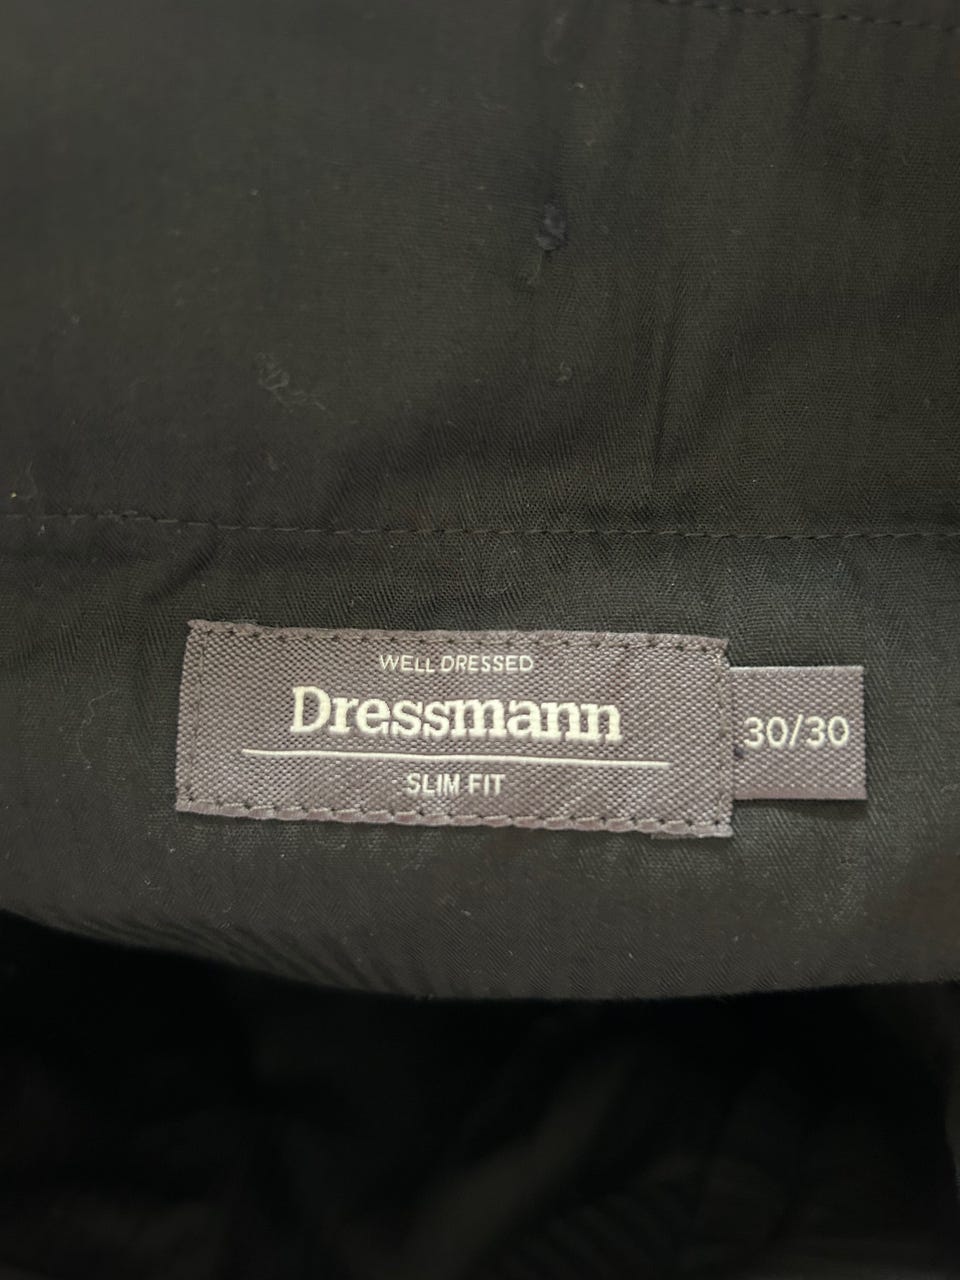 WELL DRESSED
Dressmann
SLIM FIT
30/30